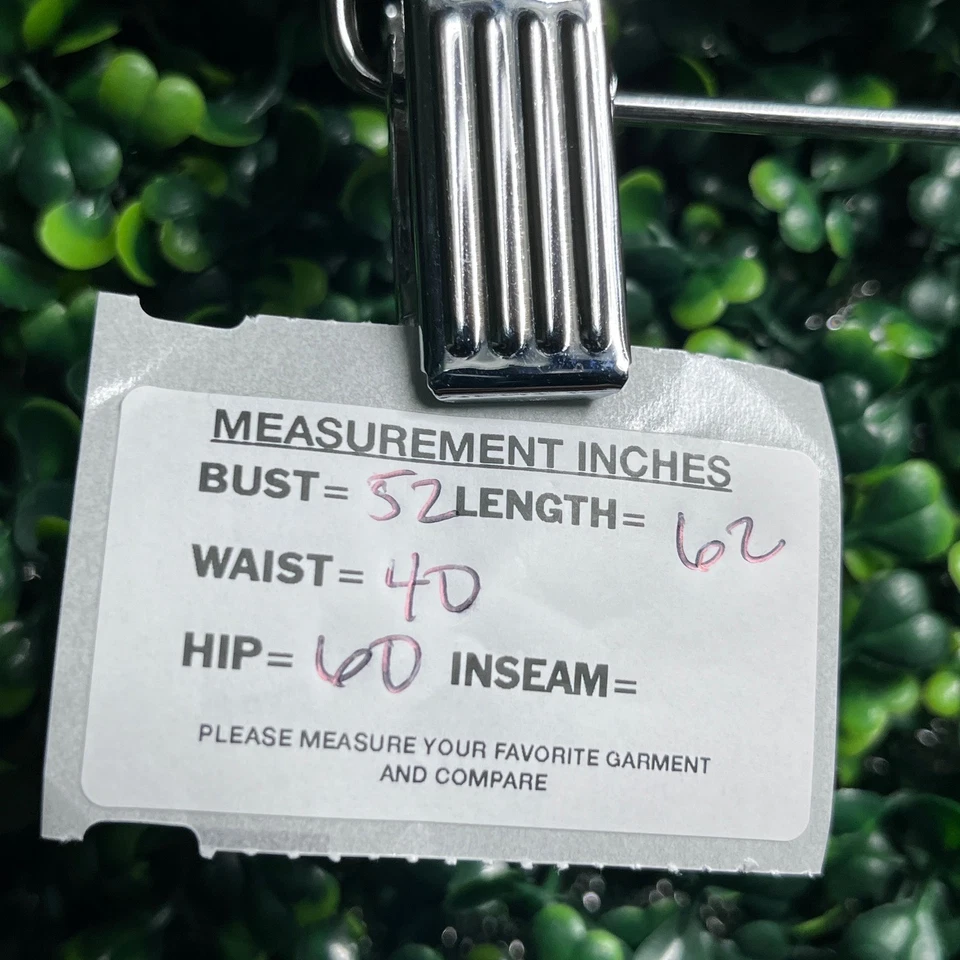 MEASUREMENT INCHES
BUST= 52 LENGTH= 62
WAIST= 40
HIP= 60 INSEAM=
PLEASE MEASURE YOUR FAVORITE GARMENT
AND COMPARE